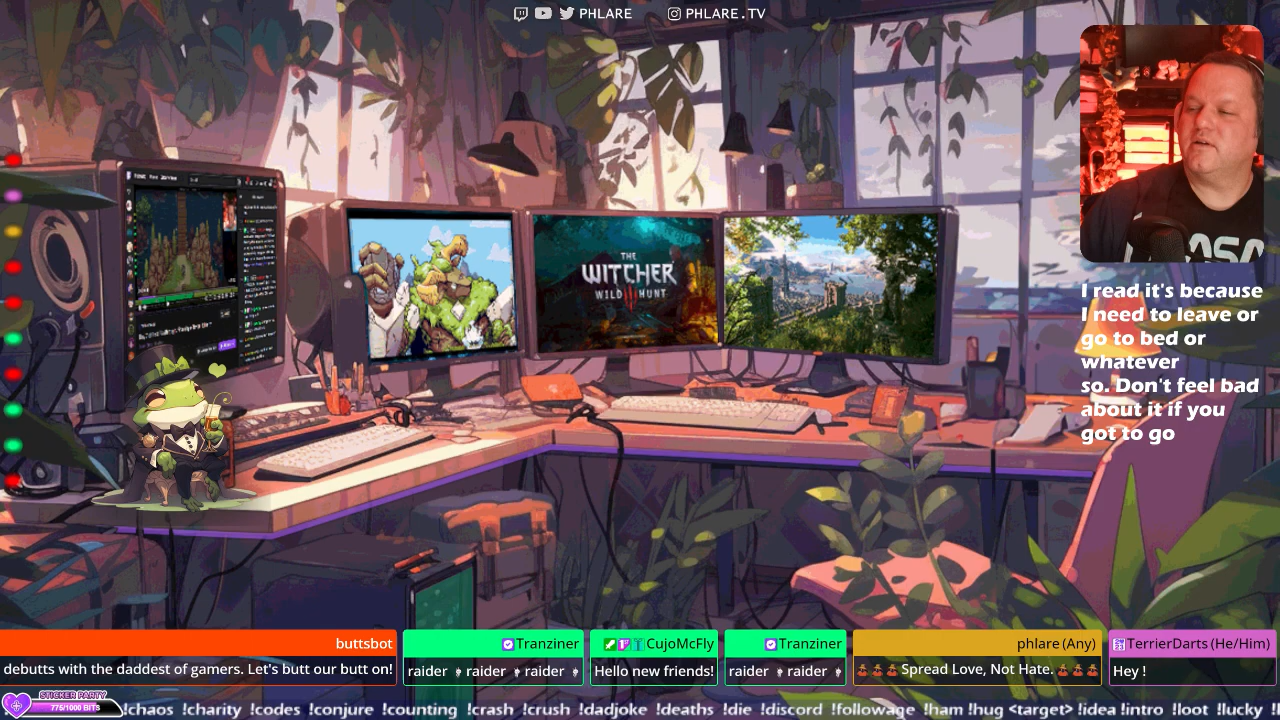 PHLARE PHLARE.TV
THE
WITCHER
WILD HUNT
I read it's because
I need to leave or
go to bed or
whatever
so. Don't feel bad
about it if you
got to go
buttsbot
debutts with the daddest of gamers. Let's butt our butt on!
Tranziner
raider raider raider
CujoMcFly
Hello new friends!
Tranziner
raider raider
phlare (Any)
Spread Love, Not Hate.
TerrierDarts (He/Him)
Hey !
STICKER PARTY
775/1000 BITS
!chaos !charity !codes !conjure !counting !crash !crush !dadjoke !deaths !die !discord !followage !ham !hug <target> !idea !intro !loot !lucky